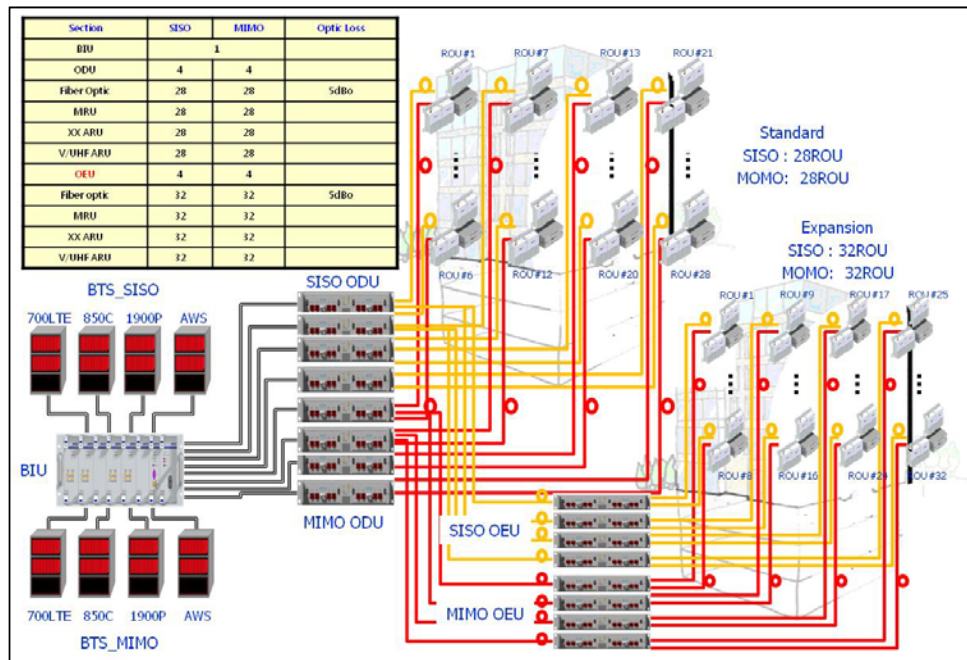 Section SISO MIMO Optic Loss
BIU 1
ODU 4 4
Fiber Optic 28 28 5dBo
MRU 28 28
XX ARU 28 28
V/UHF ARU 28 28
OEU 4 4
Fiber optic 32 32 5dBo
MRU 32 32
XX ARU 32 32
V/UHF ARU 32 32
ROU#1 ROU#7 ROU#13 ROU#21
Standard
SISO : 28ROU
MOMO: 28ROU
ROU#6 ROU#12 ROU#20 ROU#28
Expansion
SISO : 32ROU
MOMO: 32ROU
ROU#1 ROU#9 ROU#17 ROU#25
ROU#8 ROU#16 ROU#24 ROU#32
BTS_SISO
700LTE 850C 1900P AWS
SISO ODU
BIU
MIMO ODU
SISO OEU
MIMO OEU
700LTE 850C 1900P AWS
BTS_MIMO